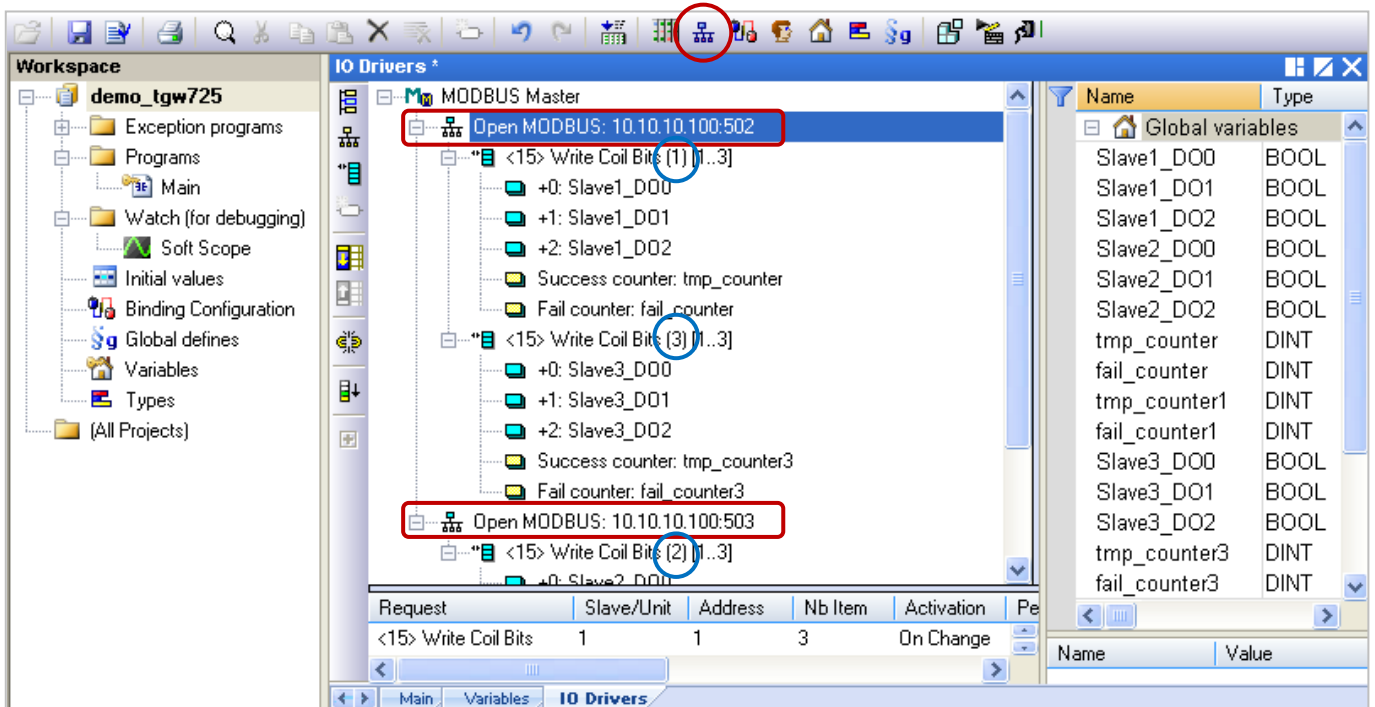 Workspace
demo_tgw725
Exception programs
Programs
Main
Watch (for debugging)
Soft Scope
Initial values
Binding Configuration
Global defines
Variables
Types
(All Projects)
IO Drivers *
MODBUS Master
Open MODBUS: 10.10.10.100:502
<15> Write Coil Bits (1) [1..3]
+0: Slave1_DO0
+1: Slave1_DO1
+2: Slave1_DO2
Success counter: tmp_counter
Fail counter: fail_counter
<15> Write Coil Bits (3) [1..3]
+0: Slave3_DO0
+1: Slave3_DO1
+2: Slave3_DO2
Success counter: tmp_counter3
Fail counter: fail_counter3
Open MODBUS: 10.10.10.100:503
<15> Write Coil Bits (2) [1..3]
+0: Slave2_DO0
Request Slave/Unit Address Nb Item Activation Pe
<15> Write Coil Bits 1 1 3 On Change
Main Variables IO Drivers
Name Type
Global variables
Slave1_DO0 BOOL
Slave1_DO1 BOOL
Slave1_DO2 BOOL
Slave2_DO0 BOOL
Slave2_DO1 BOOL
Slave2_DO2 BOOL
tmp_counter DINT
fail_counter DINT
tmp_counter1 DINT
fail_counter1 DINT
Slave3_DO0 BOOL
Slave3_DO1 BOOL
Slave3_DO2 BOOL
tmp_counter3 DINT
fail_counter3 DINT
Name Value